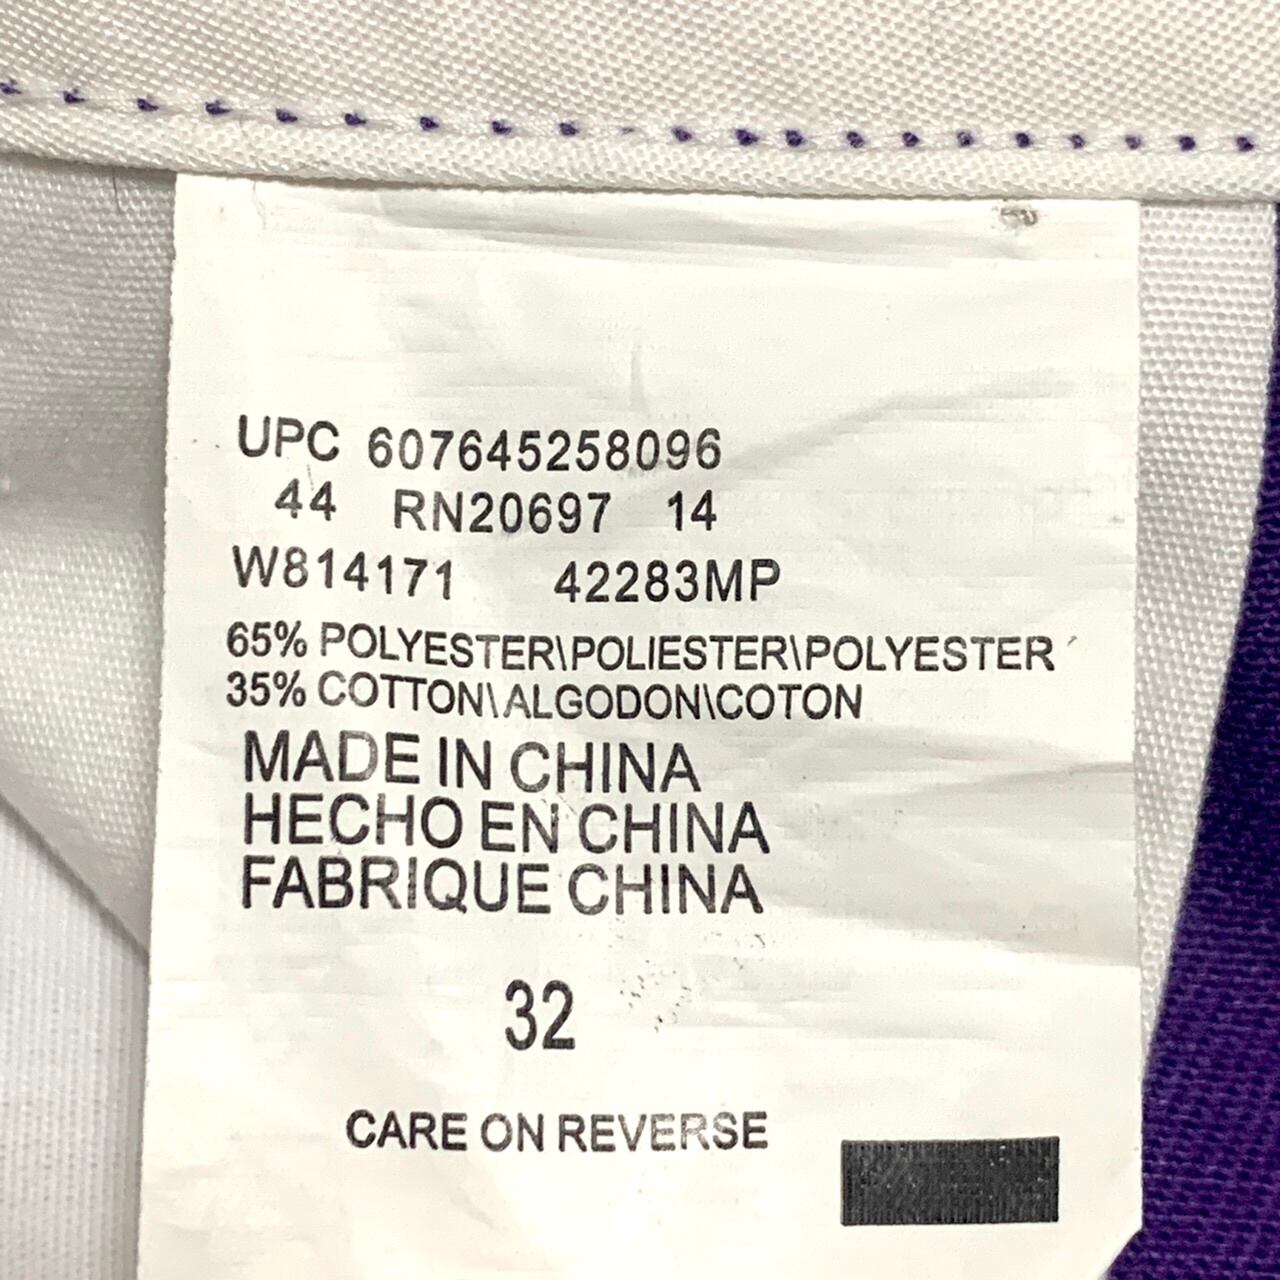 UPC 607645258096
44 RN20697 14
W814171 42283MP
65% POLYESTER\POLIESTER\POLYESTER
35% COTTON\ALGODON\COTON
MADE IN CHINA
HECHO EN CHINA
FABRIQUE CHINA
32
CARE ON REVERSE